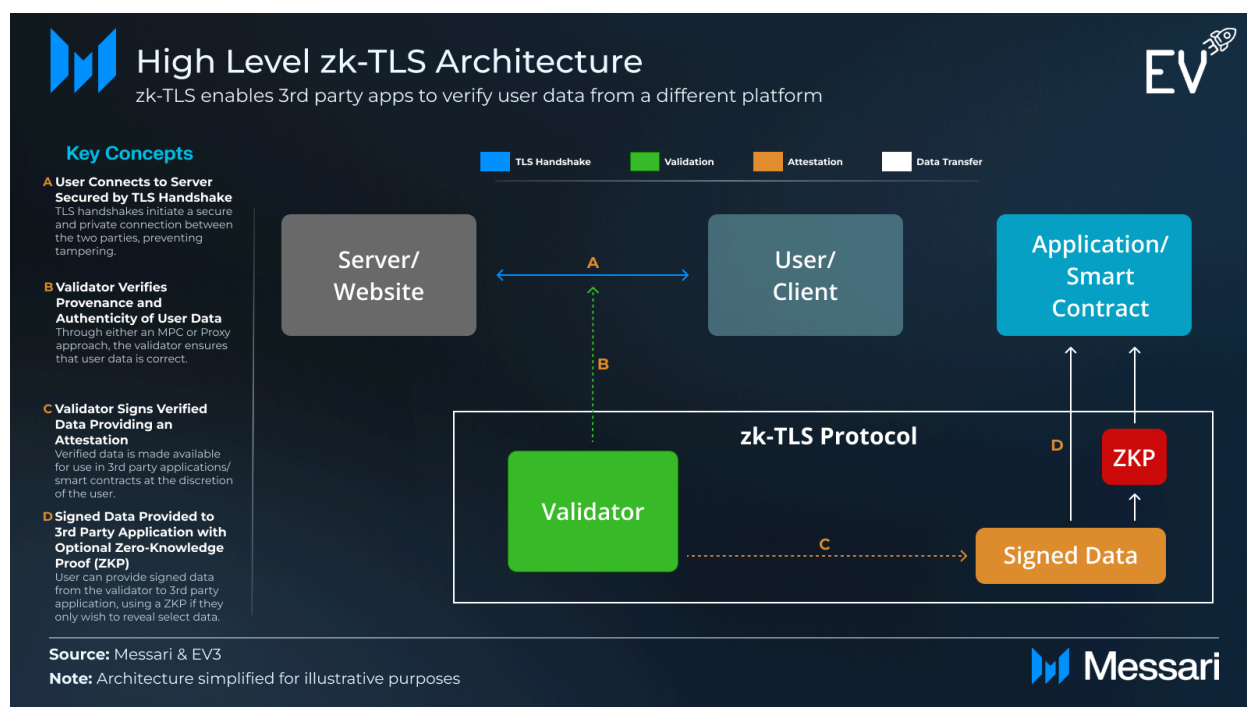 High Level zk-TLS Architecture
zk-TLS enables 3rd party apps to verify user data from a different platform
EV
Key Concepts
A User Connects to Server
Secured by TLS Handshake
TLS handshakes initiate a secure
and private connection between
the two parties, preventing
tampering.
B Validator Verifies
Provenance and
Authenticity of User Data
Through either an MPC or Proxy
approach, the validator ensures
that user data is correct.
C Validator Signs Verified
Data Providing an
Attestation
Verified data is made available
for use in 3rd party applications/
smart contracts at the discretion
of the user.
D Signed Data Provided to
3rd Party Application with
Optional Zero-Knowledge
Proof (ZKP)
User can provide signed data
from the validator to 3rd party
application, using a ZKP if they
only wish to reveal select data.
TLS Handshake
Validation
Attestation
Data Transfer
Server/
Website
A
User/
Client
Application/
Smart
Contract
B
zk-TLS Protocol
D
ZKP
Validator
C
Signed Data
Source: Messari & EV3
Note: Architecture simplified for illustrative purposes
Messari